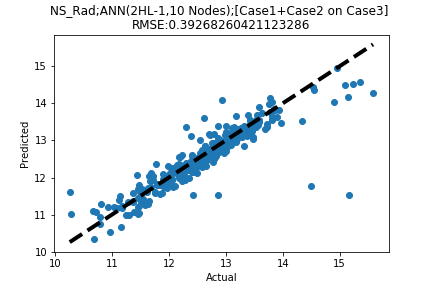 NS_Rad;ANN(2HL-1,10 Nodes);[Case1+Case2 on Case3]
RMSE:0.39268260421123286
15
14
13
12
11
10
Predicted
10 11 12 13 14 15
Actual